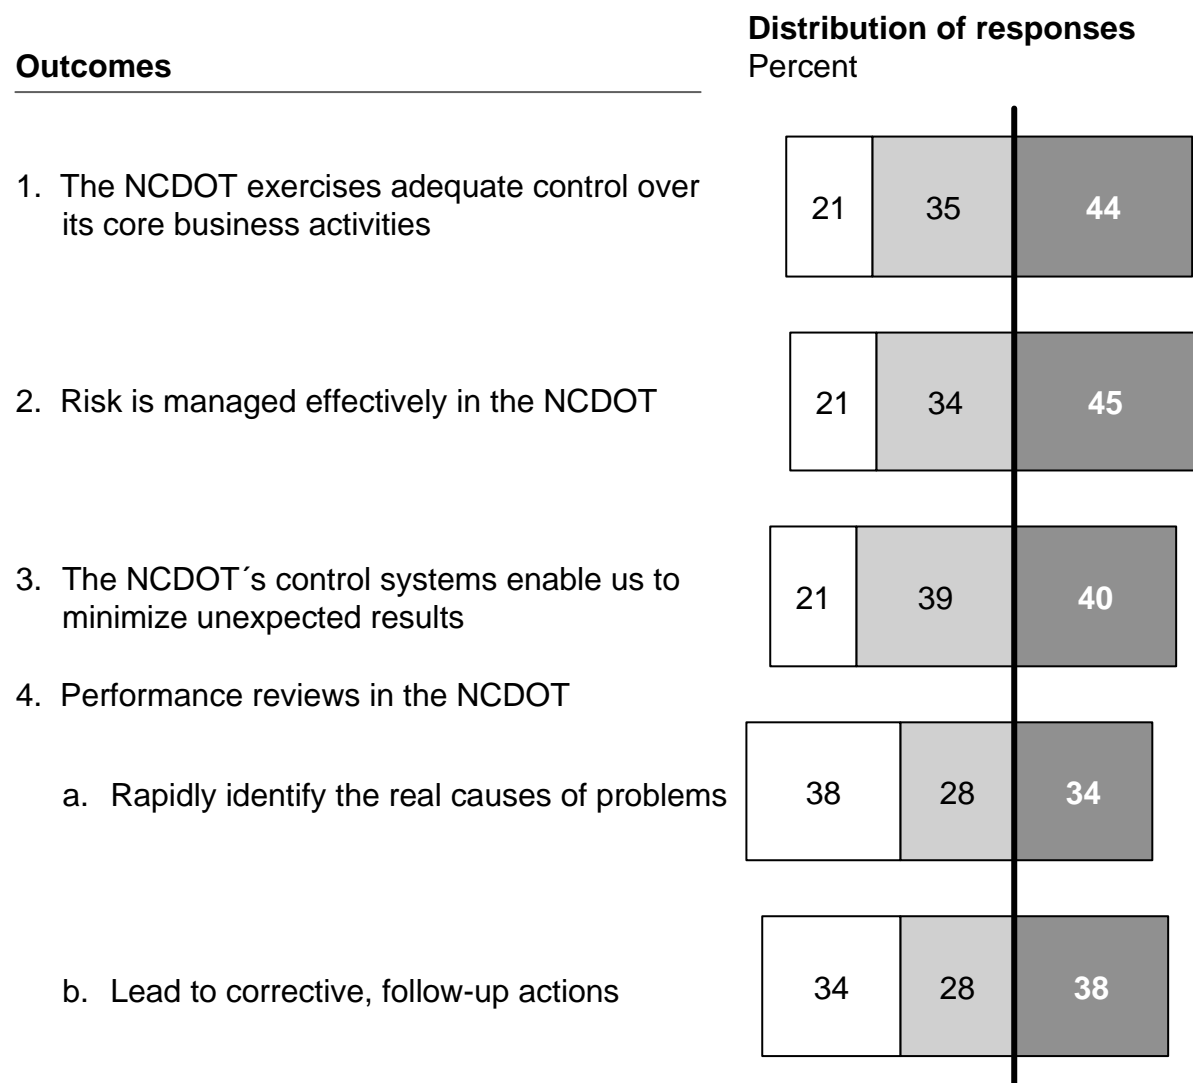 Distribution of responses
Outcomes
Percent
1. The NCDOT exercises adequate control over
its core business activities
21 35 44
2. Risk is managed effectively in the NCDOT
21 34 45
3. The NCDOT´s control systems enable us to
minimize unexpected results
21 39 40
4. Performance reviews in the NCDOT
a. Rapidly identify the real causes of problems
38 28 34
b. Lead to corrective, follow-up actions
34 28 38